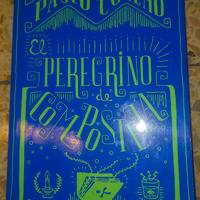 PAULO COELHO
El
PEREGRINO
de
COMPOSTELA